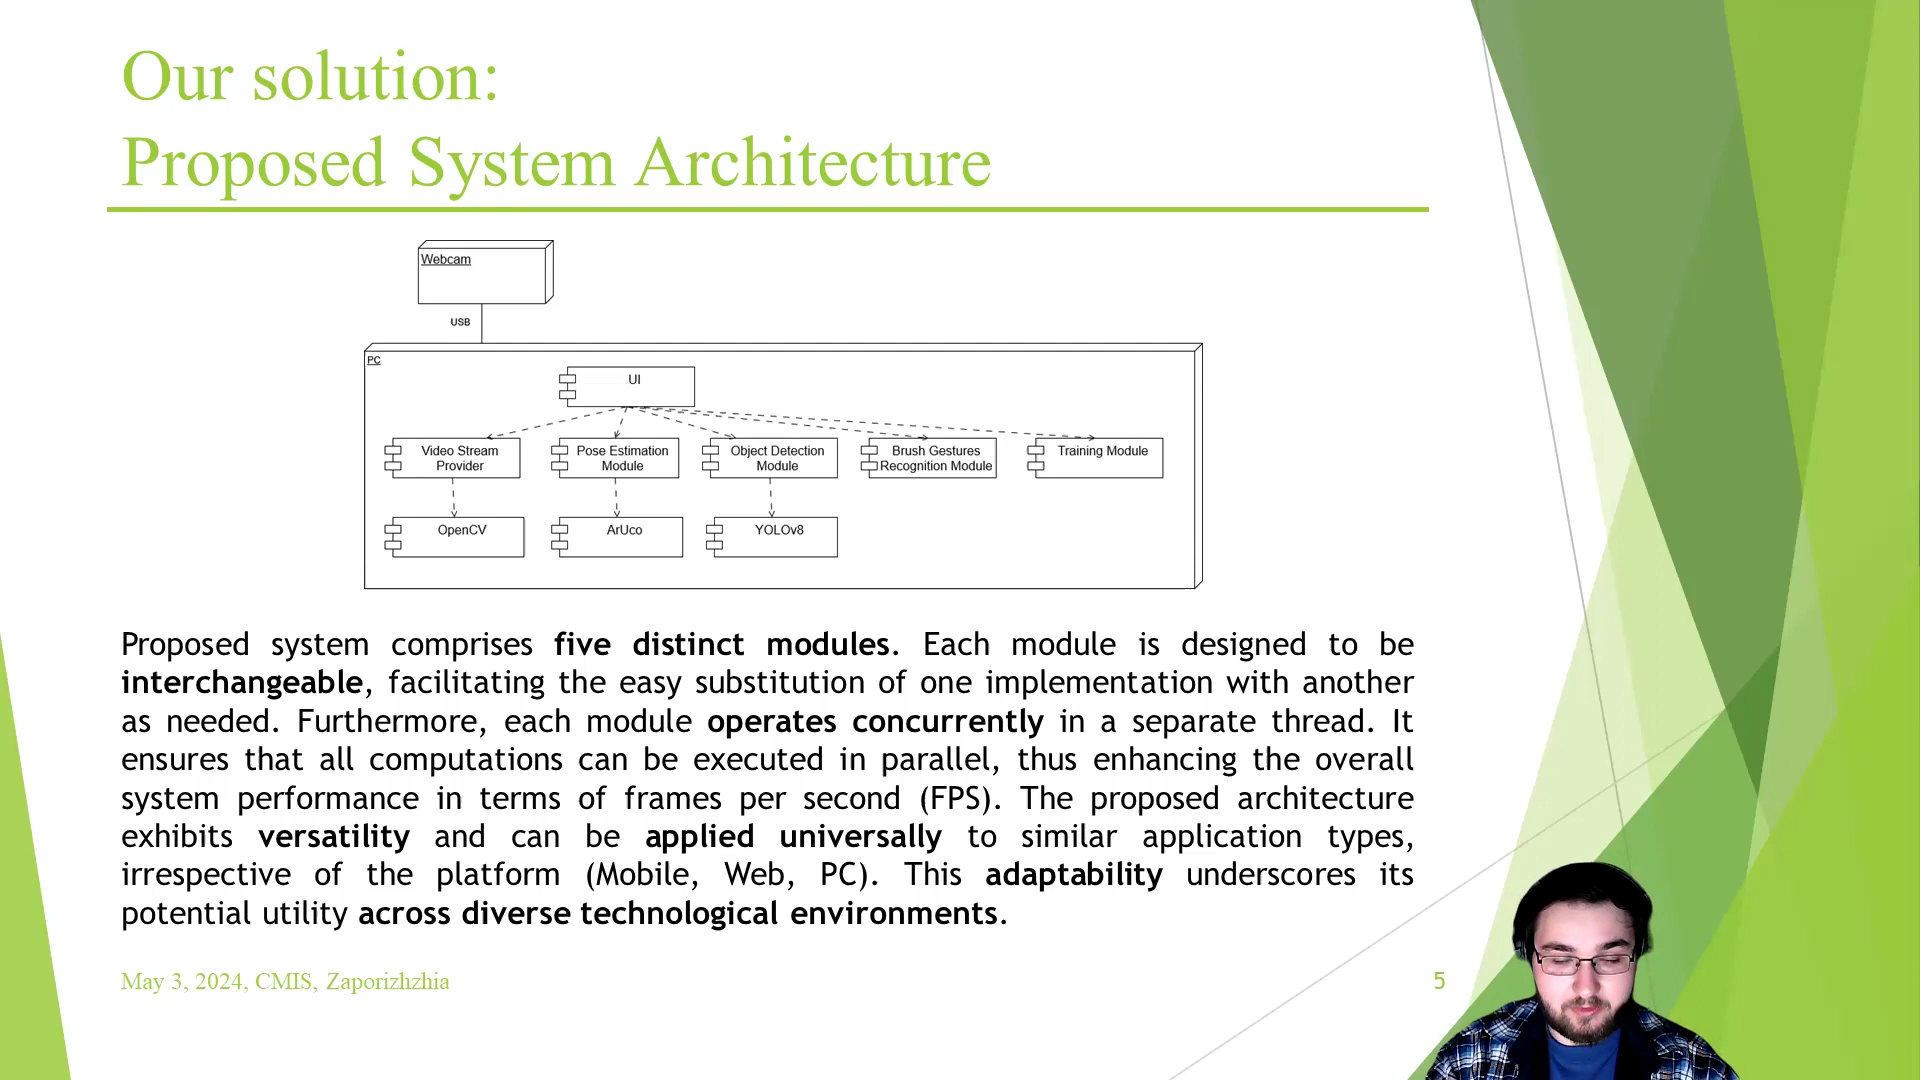 Our solution:
Proposed System Architecture
Webcam
USB
PC
UI
Video Stream
Provider
Pose Estimation
Module
Object Detection
Module
Brush Gestures
Recognition Module
Training Module
OpenCV
ArUco
YOLOv8
Proposed system comprises five distinct modules. Each module is designed to be
interchangeable, facilitating the easy substitution of one implementation with another
as needed. Furthermore, each module operates concurrently in a separate thread. It
ensures that all computations can be executed in parallel, thus enhancing the overall
system performance in terms of frames per second (FPS). The proposed architecture
exhibits versatility and can be applied universally to similar application types,
irrespective of the platform (Mobile, Web, PC). This adaptability underscores its
potential utility across diverse technological environments.
May 3, 2024, CMIS, Zaporizhzhia
5